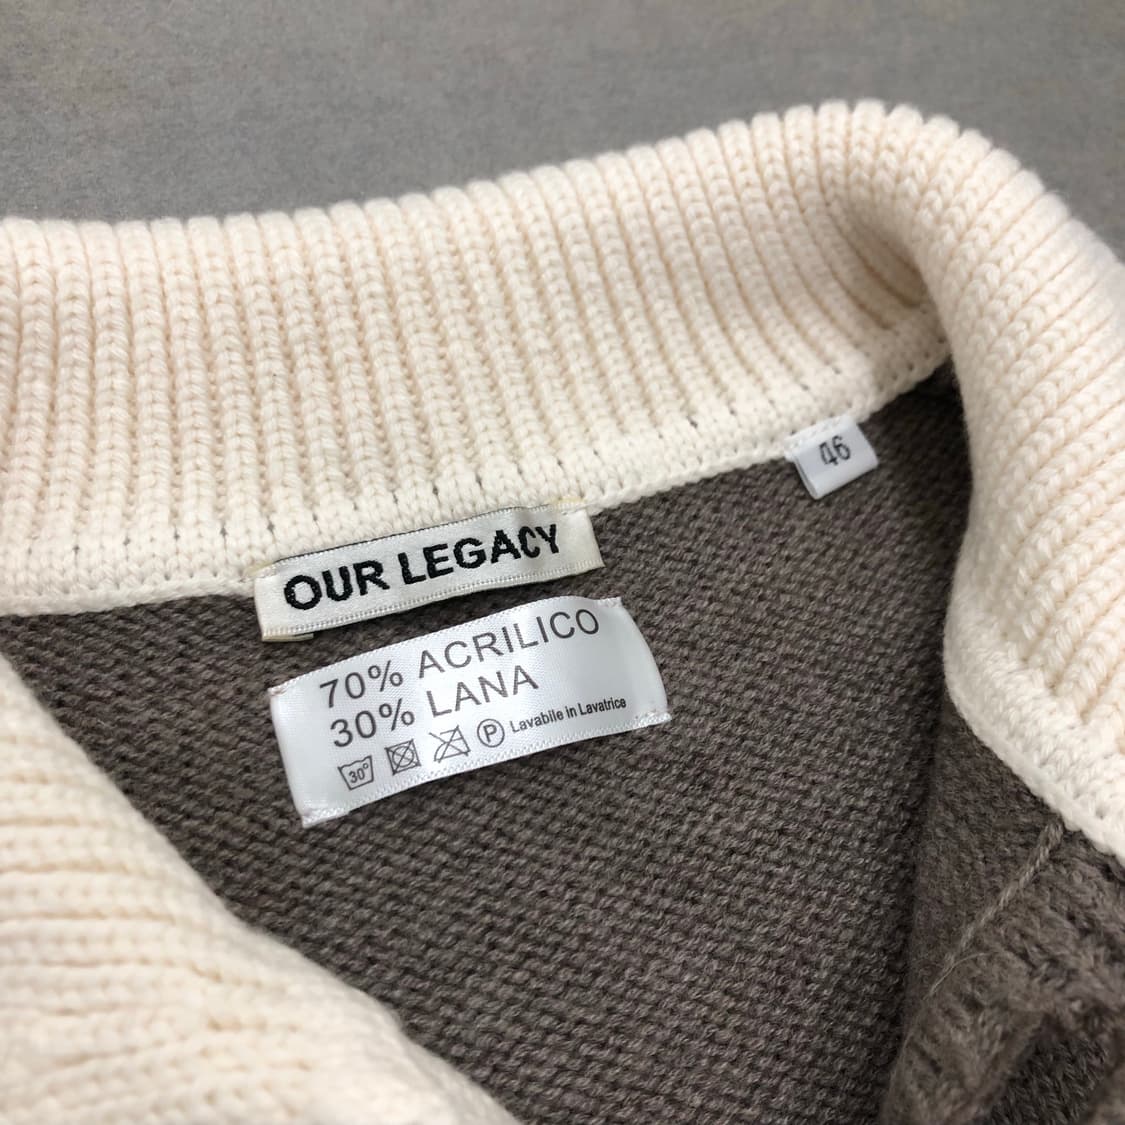 46
OUR LEGACY
70% ACRILICO
30% LANA
30° P Lavabile in Lavatrice